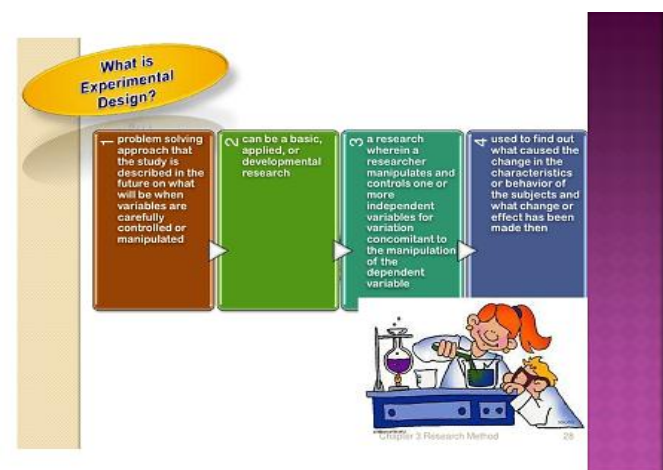 What is
Experimental
Design?
1
problem solving
approach that
the study is
described in the
future on what
will be when
variables are
carefully
controlled or
manipulated
2
can be a basic,
applied, or
developmental
research
3
a research
wherein a
researcher
manipulates and
controls one or
more
independent
variables for
variation
concomitant to
the manipulation
of the
dependent
variable
4
used to find out
what caused the
change in the
characteristics
or behavior of
the subjects and
what change or
effect has been
made then
Chapter 3 Research Method
28